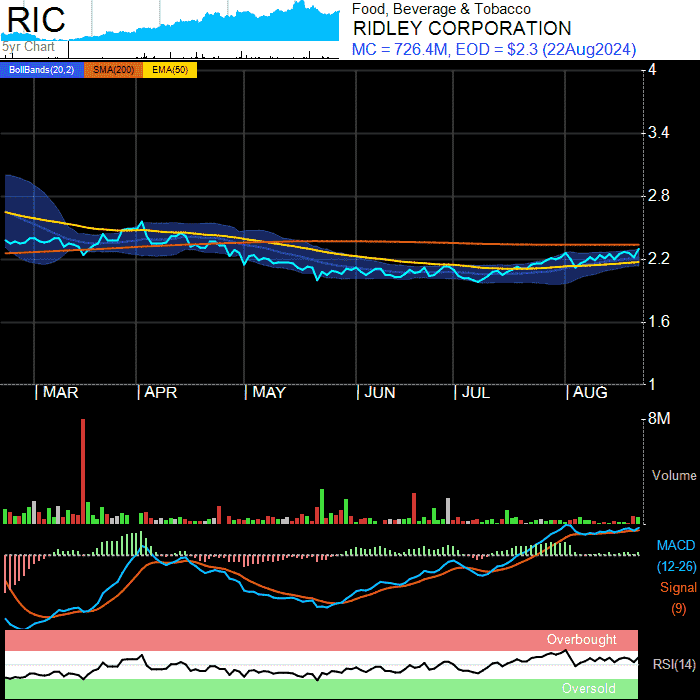 RIC
5yr Chart
Food, Beverage & Tobacco
RIDLEY CORPORATION
MC = 726.4M, EOD = $2.3 (22Aug2024)
BollBands(20,2) SMA(200) EMA(50)
4
3.4
2.8
2.2
1.6
1
| MAR | APR | MAY | JUN | JUL | AUG
8M
Volume
MACD
(12-26)
Signal
(9)
Overbought
RSI(14)
Oversold